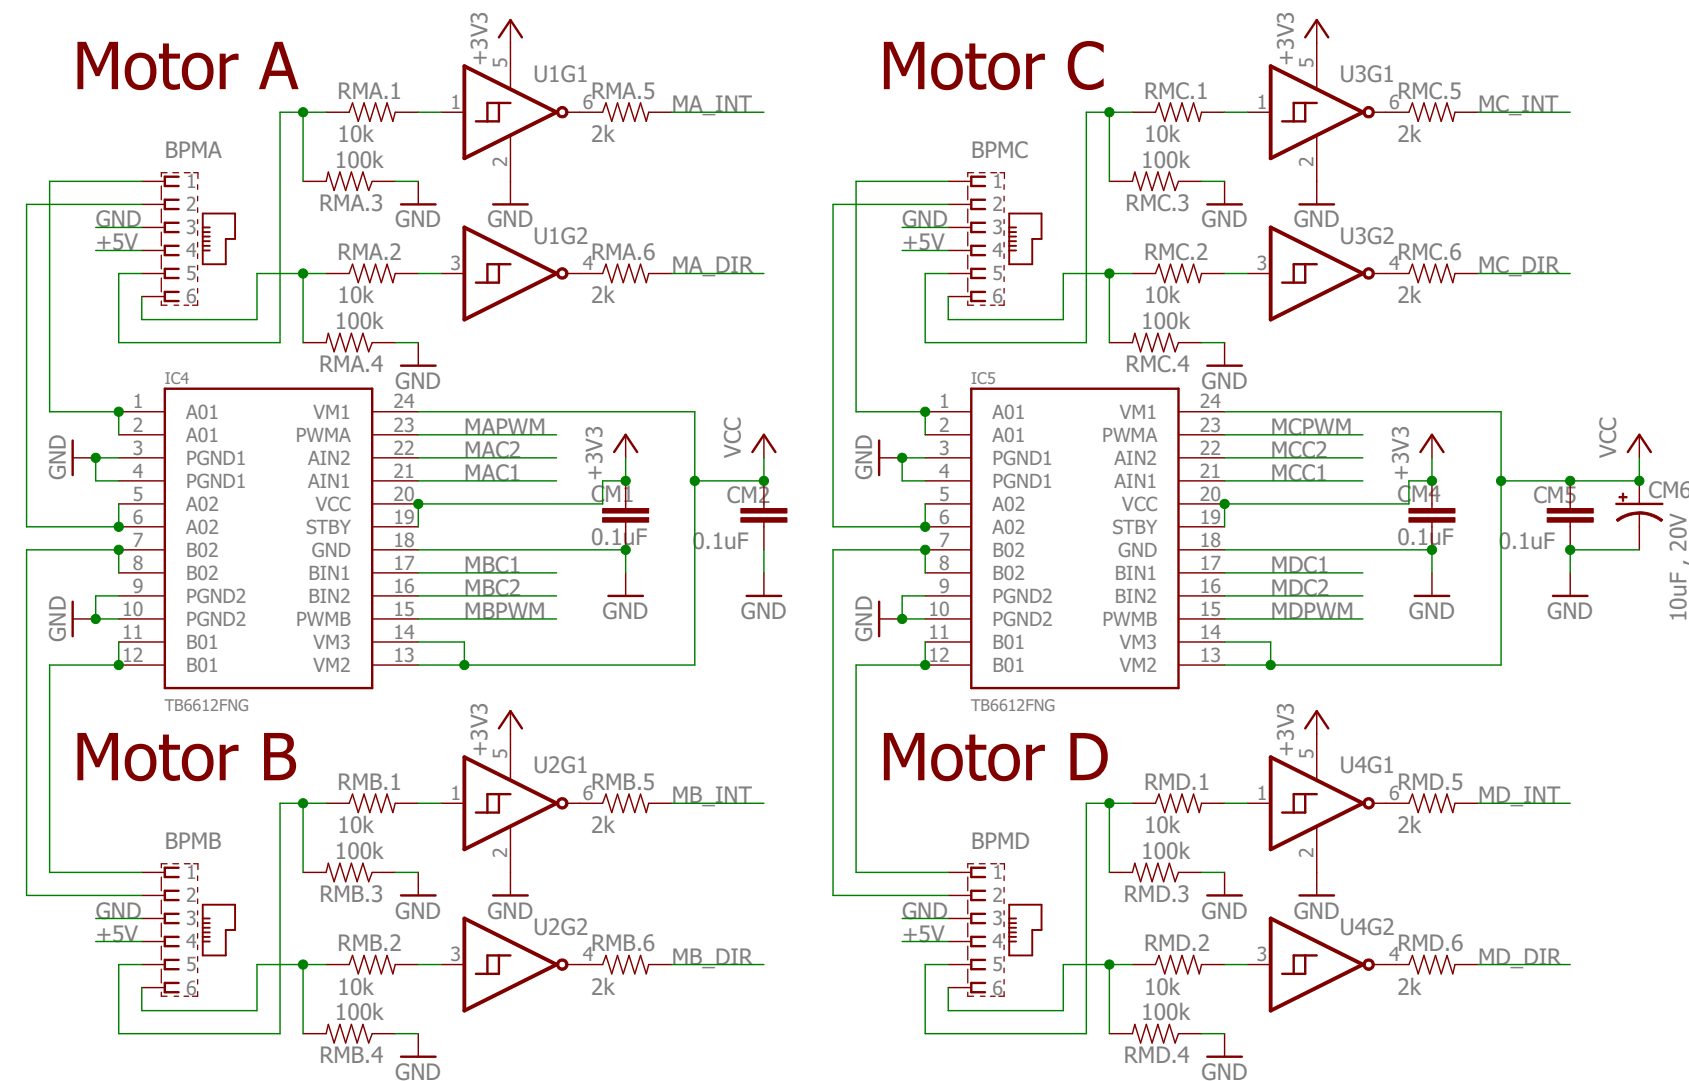 Motor A
BPMA
1
2
3
4
5
6
GND
+5V
RMA.1
10k
100k
RMA.3
GND
+3V3
5
U1G1
1
6
2
GND
RMA.5
2k
MA_INT
RMA.2
10k
100k
RMA.4
GND
U1G2
3
4
RMA.6
2k
MA_DIR
IC4
1 A01 VM1 24
2 A01 PWMA 23 MAPWM
3 PGND1 AIN2 22 MAC2
4 PGND1 AIN1 21 MAC1
5 A02 VCC 20
6 A02 STBY 19
7 B02 GND 18
8 B02 BIN1 17 MBC1
9 PGND2 BIN2 16 MBC2
10 PGND2 PWMB 15 MBPWM
11 B01 VM3 14
12 B01 VM2 13
TB6612FNG
GND
GND
+3V3
CM1
0.1uF
GND
VCC
CM2
0.1uF
GND
Motor B
BPMB
1
2
3
4
5
6
GND
+5V
RMB.1
10k
100k
RMB.3
GND
+3V3
5
U2G1
1
6
2
GND
RMB.5
2k
MB_INT
RMB.2
10k
100k
RMB.4
GND
U2G2
3
4
RMB.6
2k
MB_DIR
Motor C
BPMC
1
2
3
4
5
6
GND
+5V
RMC.1
10k
100k
RMC.3
GND
+3V3
5
U3G1
1
6
2
GND
RMC.5
2k
MC_INT
RMC.2
10k
100k
RMC.4
GND
U3G2
3
4
RMC.6
2k
MC_DIR
IC5
1 A01 VM1 24
2 A01 PWMA 23 MCPWM
3 PGND1 AIN2 22 MCC2
4 PGND1 AIN1 21 MCC1
5 A02 VCC 20
6 A02 STBY 19
7 B02 GND 18
8 B02 BIN1 17 MDC1
9 PGND2 BIN2 16 MDC2
10 PGND2 PWMB 15 MDPWM
11 B01 VM3 14
12 B01 VM2 13
TB6612FNG
GND
GND
+3V3
CM4
0.1uF
GND
VCC
CM5
0.1uF
GND
+
CM6
10uF, 20V
Motor D
BPMD
1
2
3
4
5
6
GND
+5V
RMD.1
10k
100k
RMD.3
GND
+3V3
5
U4G1
1
6
2
GND
RMD.5
2k
MD_INT
RMD.2
10k
100k
RMD.4
GND
U4G2
3
4
RMD.6
2k
MD_DIR